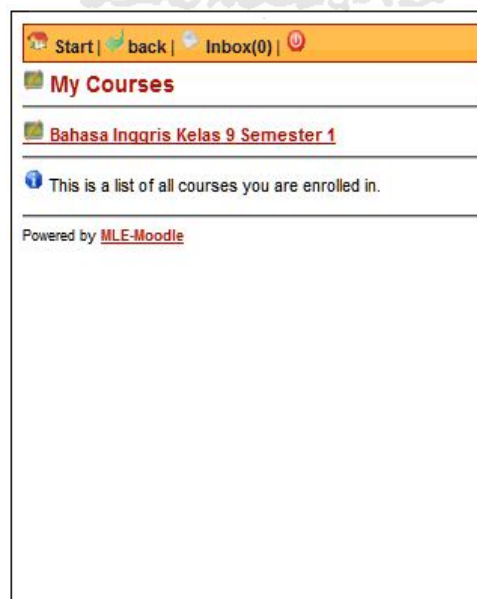 Start | back | Inbox(0) |
My Courses
Bahasa Inggris Kelas 9 Semester 1
This is a list of all courses you are enrolled in.
Powered by MLE-Moodle